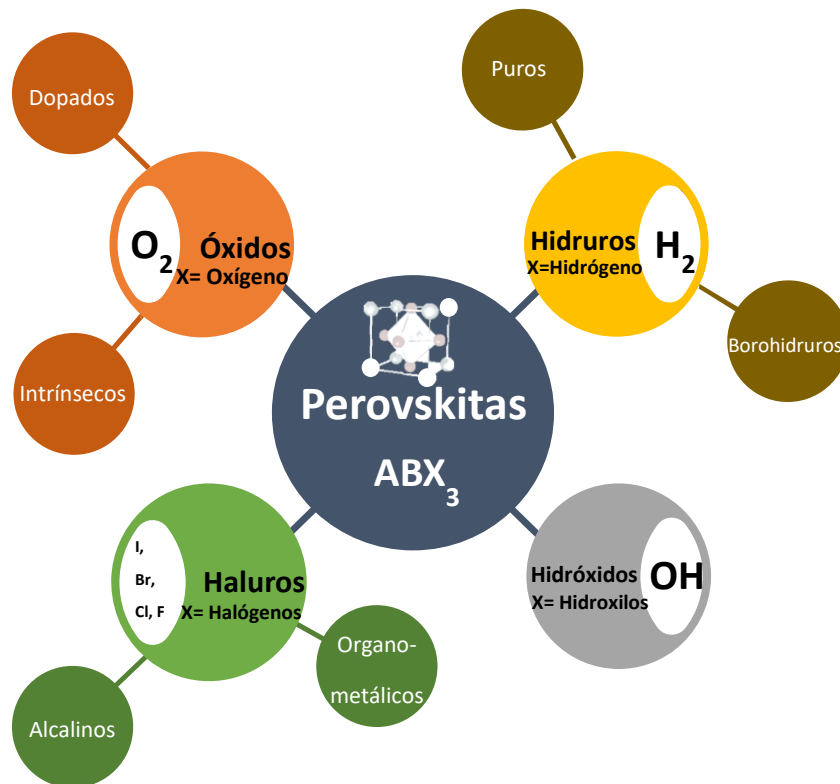 Dopados
O₂
Óxidos
X= Oxígeno
Intrínsecos
Puros
Hidruros
X=Hidrógeno
H₂
Borohidruros
Perovskitas
ABX₃
I,
Br,
Cl, F
Haluros
X= Halógenos
Organo-
metálicos
Alcalinos
Hidróxidos
X= Hidroxilos
OH